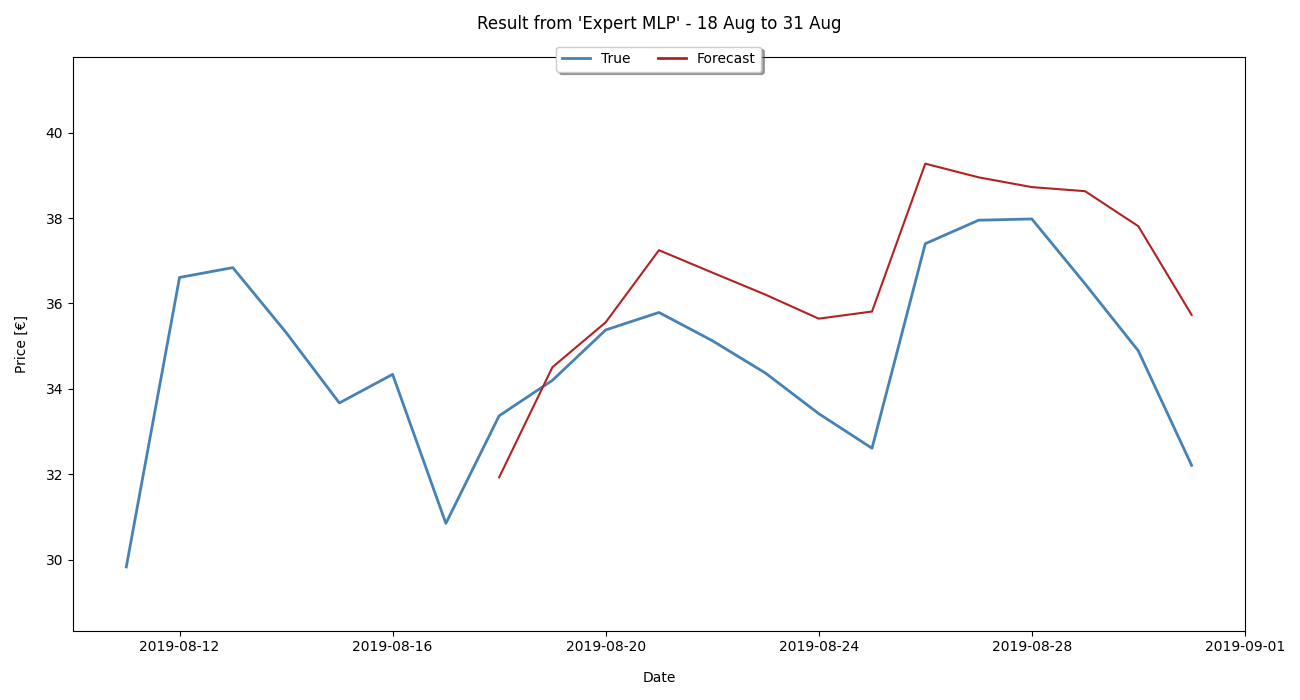 Result from 'Expert MLP' - 18 Aug to 31 Aug
True Forecast
40
38
36
34
32
30
Price [€]
2019-08-12 2019-08-16 2019-08-20 2019-08-24 2019-08-28 2019-09-01
Date